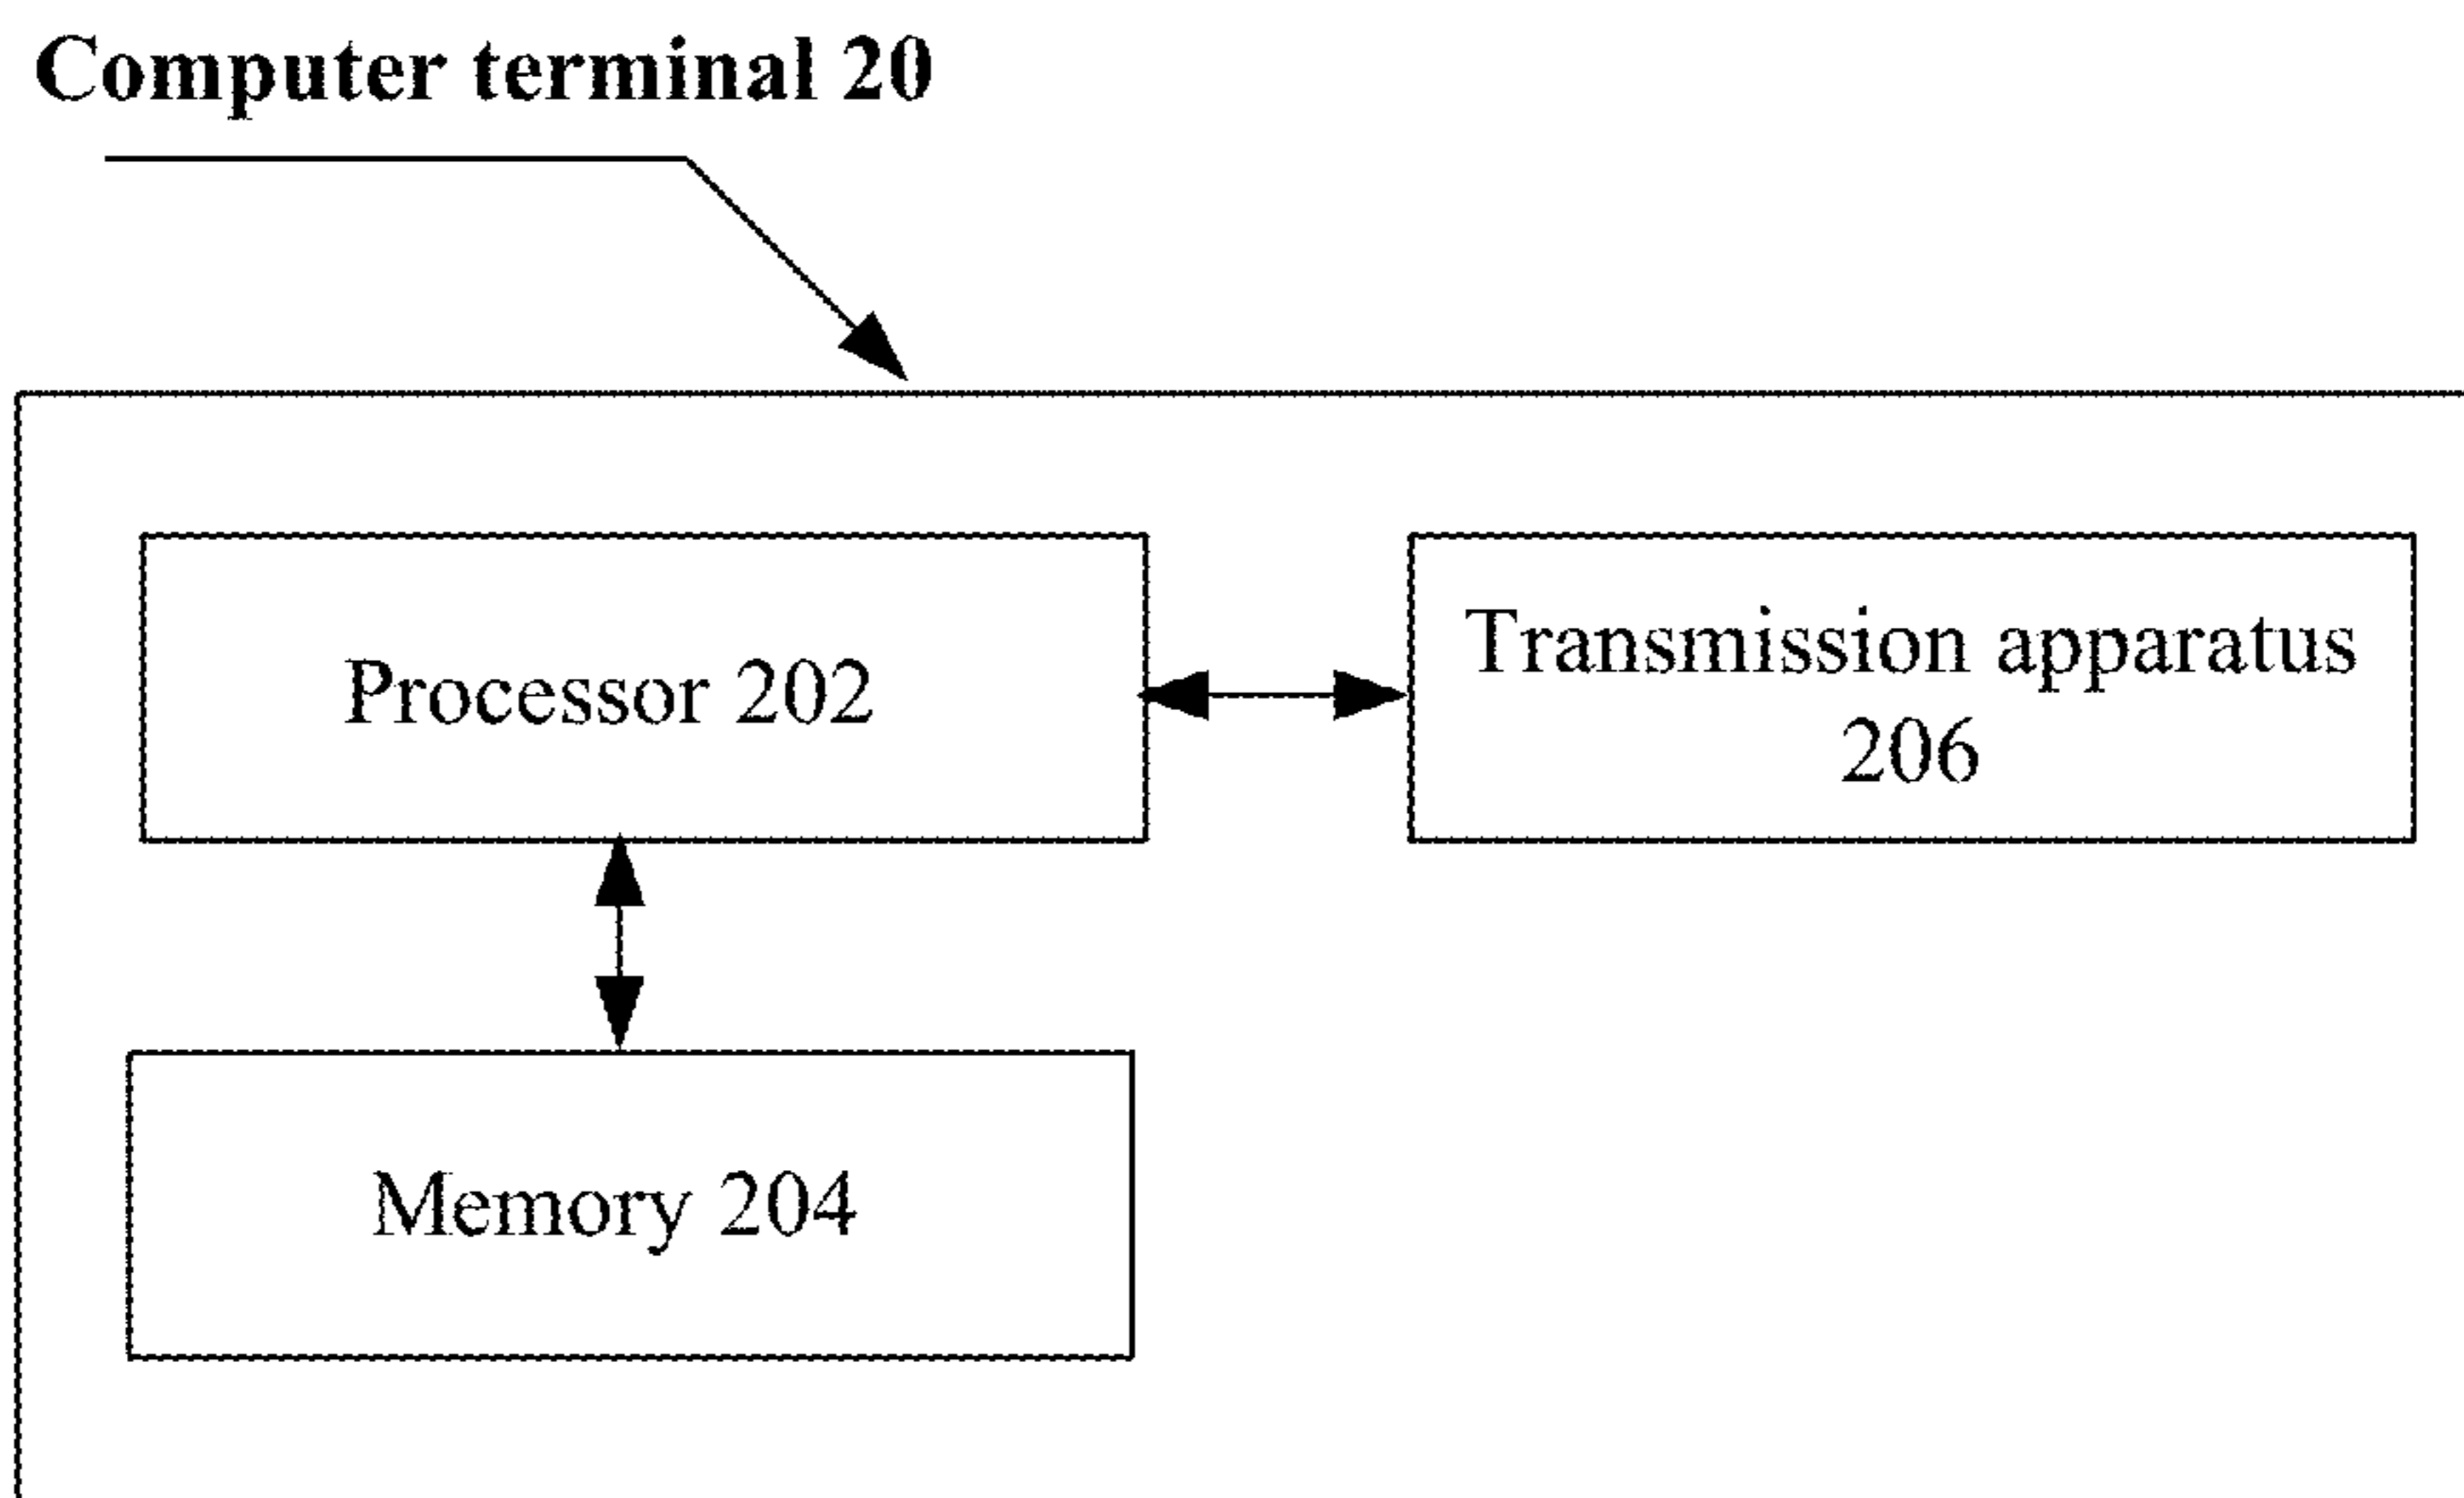 Computer terminal 20
Processor 202
Transmission apparatus
206
Memory 204